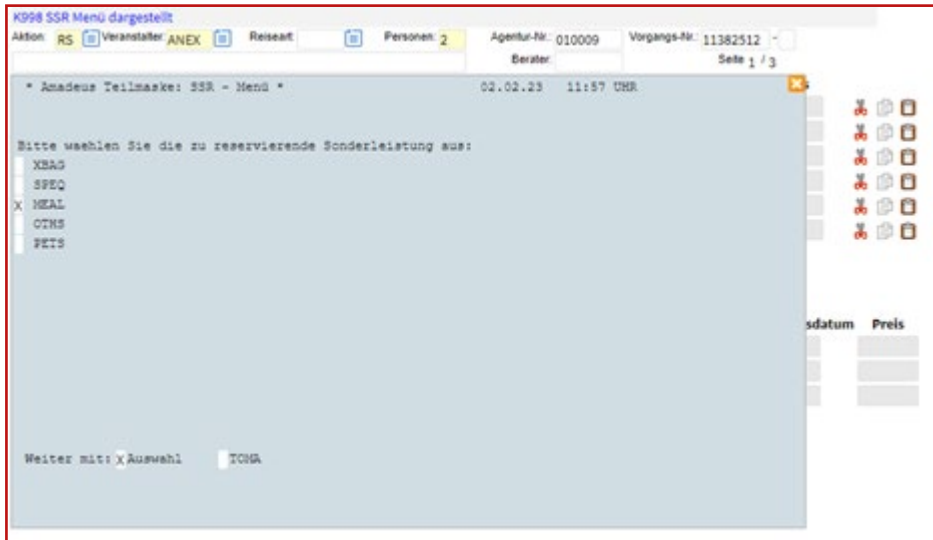 K998 SSR Menü dargestellt
Aktion: RS Veranstalter: ANEX Reiseart: Personen: 2 Agentur-Nr.: 010009 Vorgangs-Nr.: 11382512 -
Berater: Seite 1 / 3
* Amadeus Teilmaske: SSR - Menü * 02.02.23 11:57 UHR
Bitte waehlen Sie die zu reservierende Sonderleistung aus:
XBAG
SPEQ
X MEAL
OTHS
PETS
sdatum Preis
Weiter mit: X Auswahl TOMA